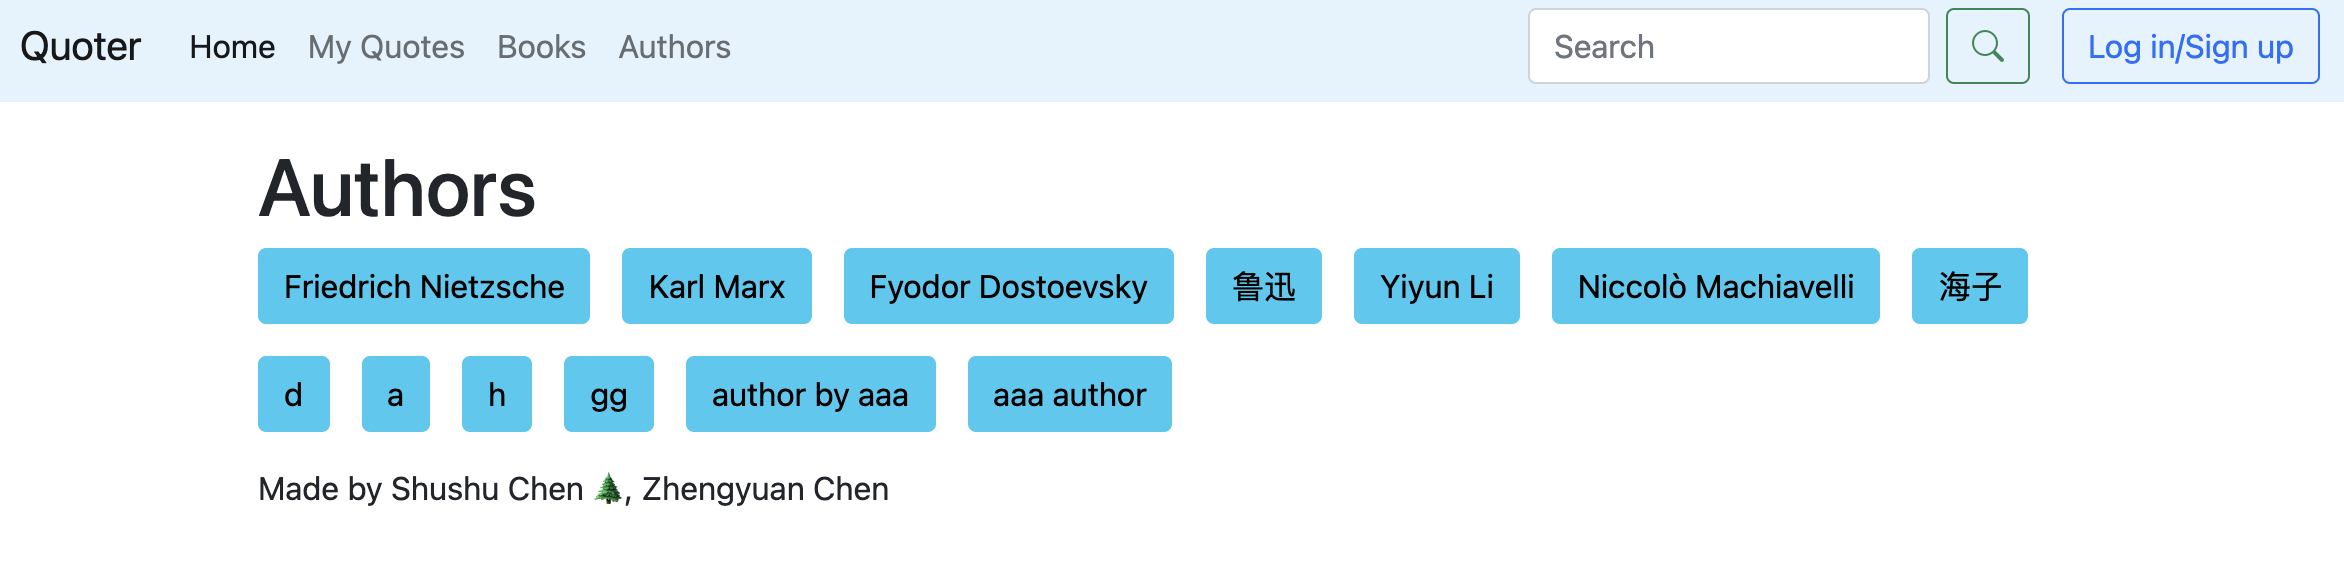 Quoter Home My Quotes Books Authors Search Log in/Sign up
Authors
Friedrich Nietzsche Karl Marx Fyodor Dostoevsky 鲁迅 Yiyun Li Niccolò Machiavelli 海子
d a h gg author by aaa aaa author
Made by Shushu Chen 🌲, Zhengyuan Chen